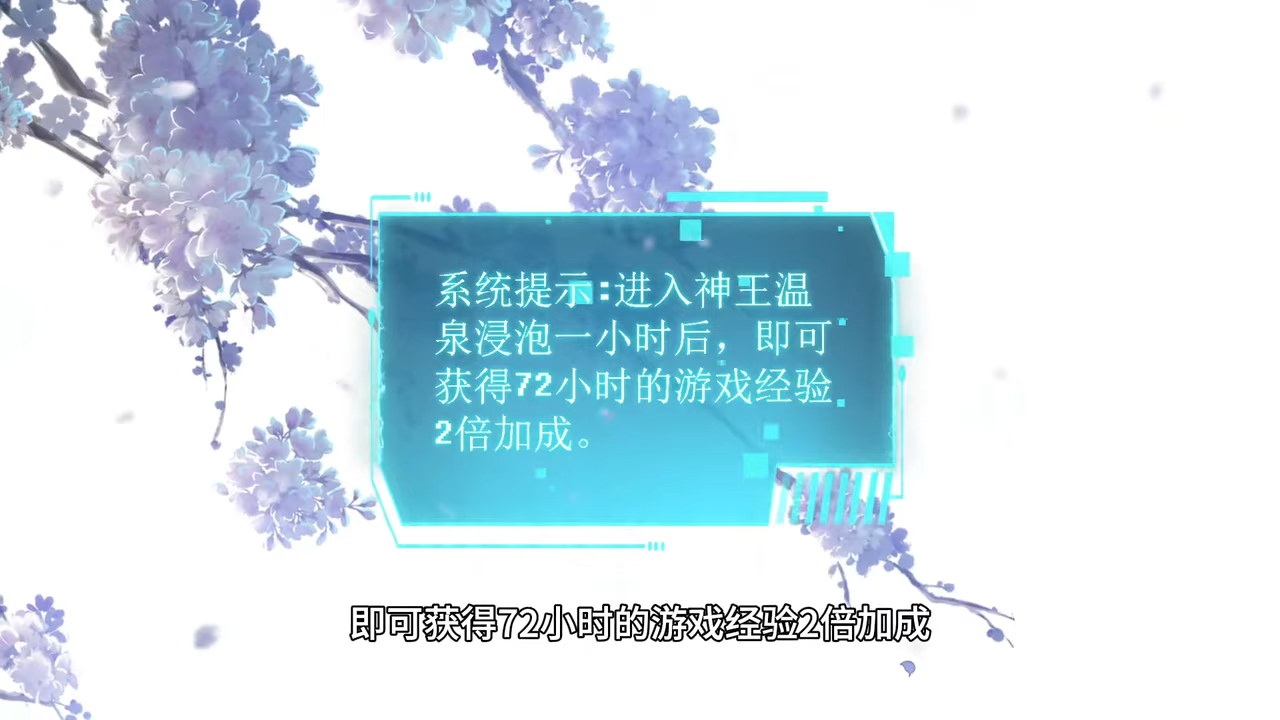 系统提示:进入神王温
泉浸泡一小时后，即可
获得72小时的游戏经验
2倍加成。
即可获得72小时的游戏经验2倍加成